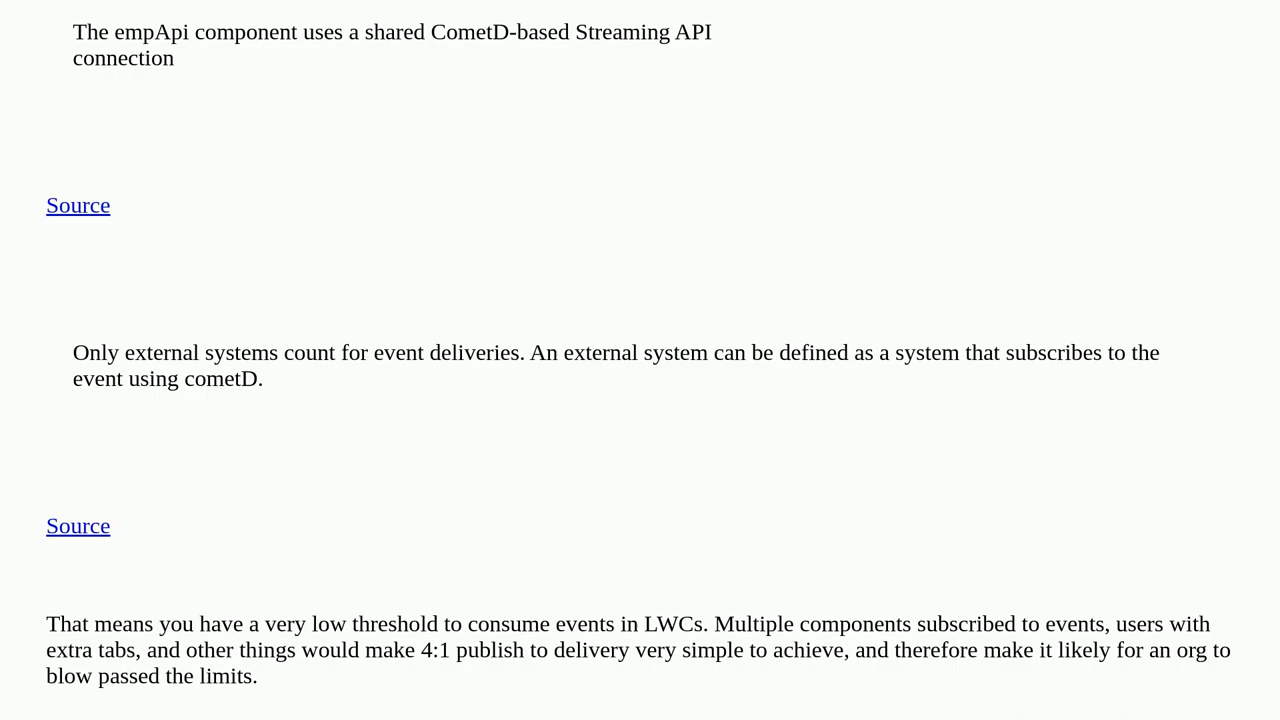 The empApi component uses a shared CometD-based Streaming API
connection
Source
Only external systems count for event deliveries. An external system can be defined as a system that subscribes to the
event using cometD.
Source
That means you have a very low threshold to consume events in LWCs. Multiple components subscribed to events, users with
extra tabs, and other things would make 4:1 publish to delivery very simple to achieve, and therefore make it likely for an org to
blow passed the limits.